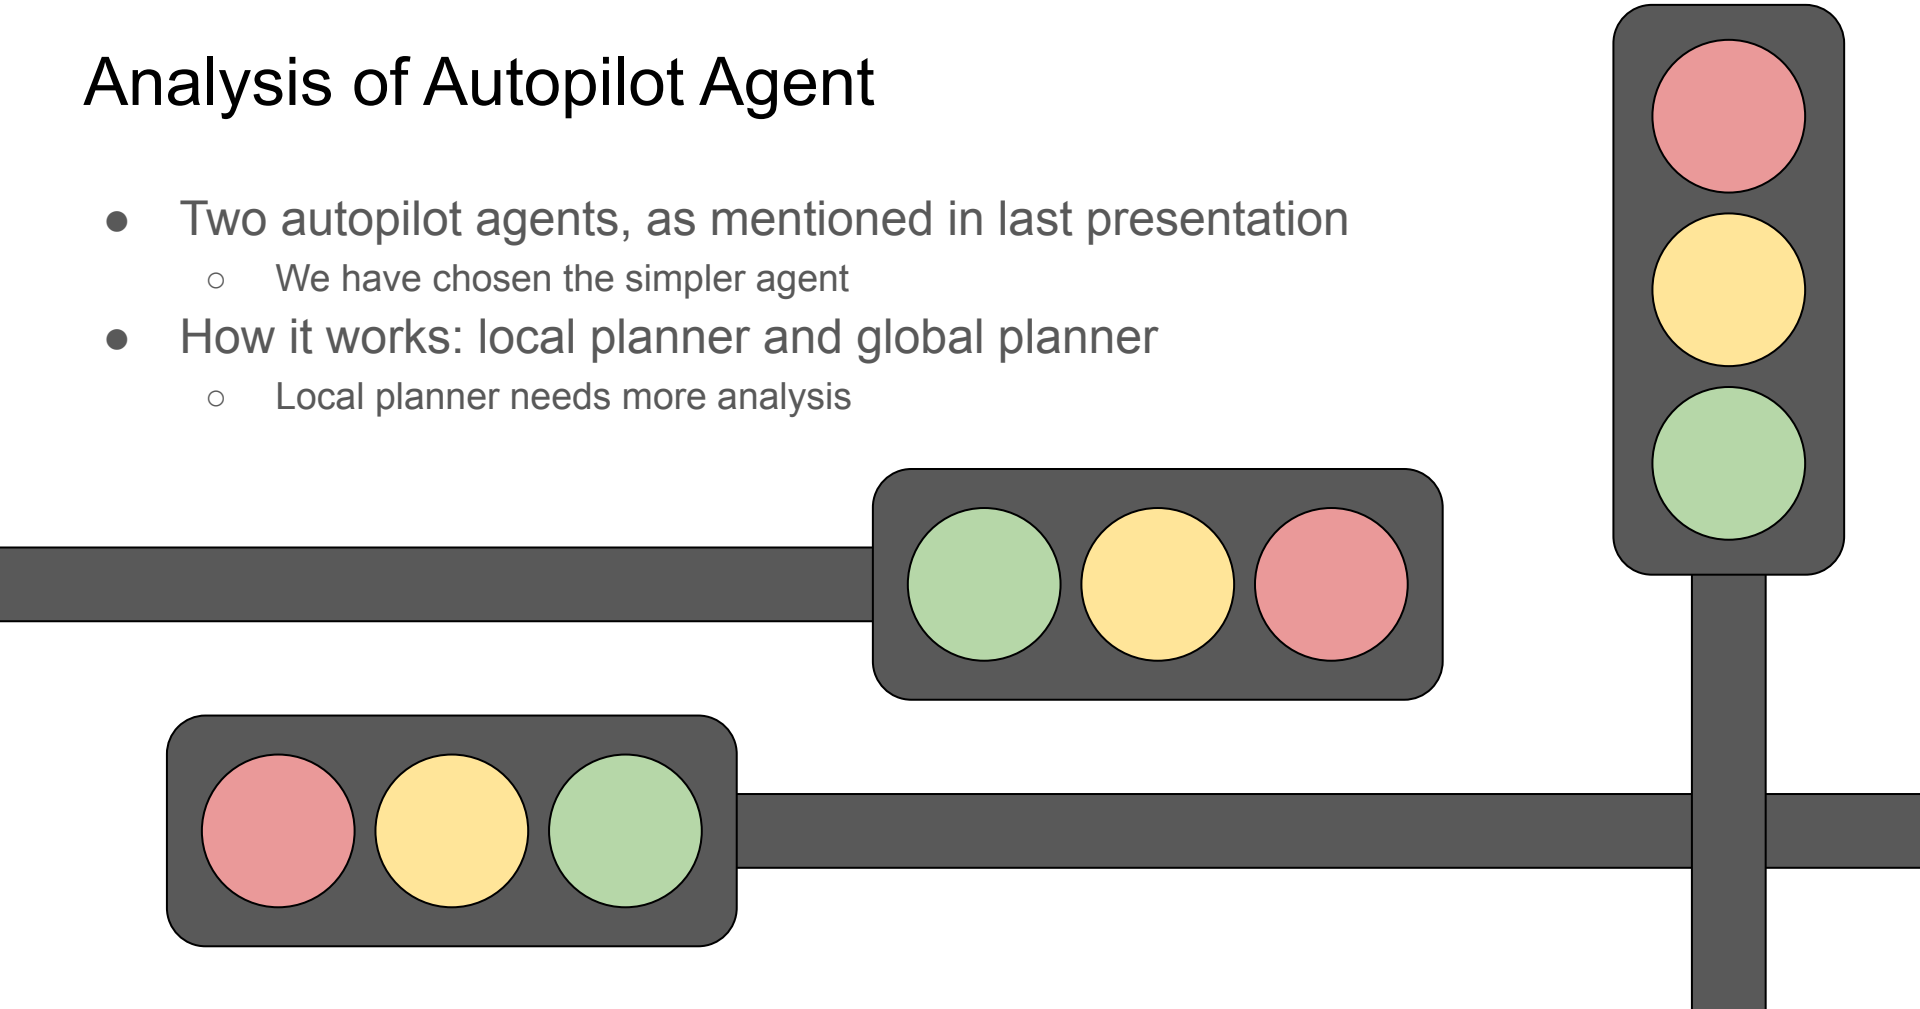 Analysis of Autopilot Agent
● Two autopilot agents, as mentioned in last presentation
○ We have chosen the simpler agent
● How it works: local planner and global planner
○ Local planner needs more analysis